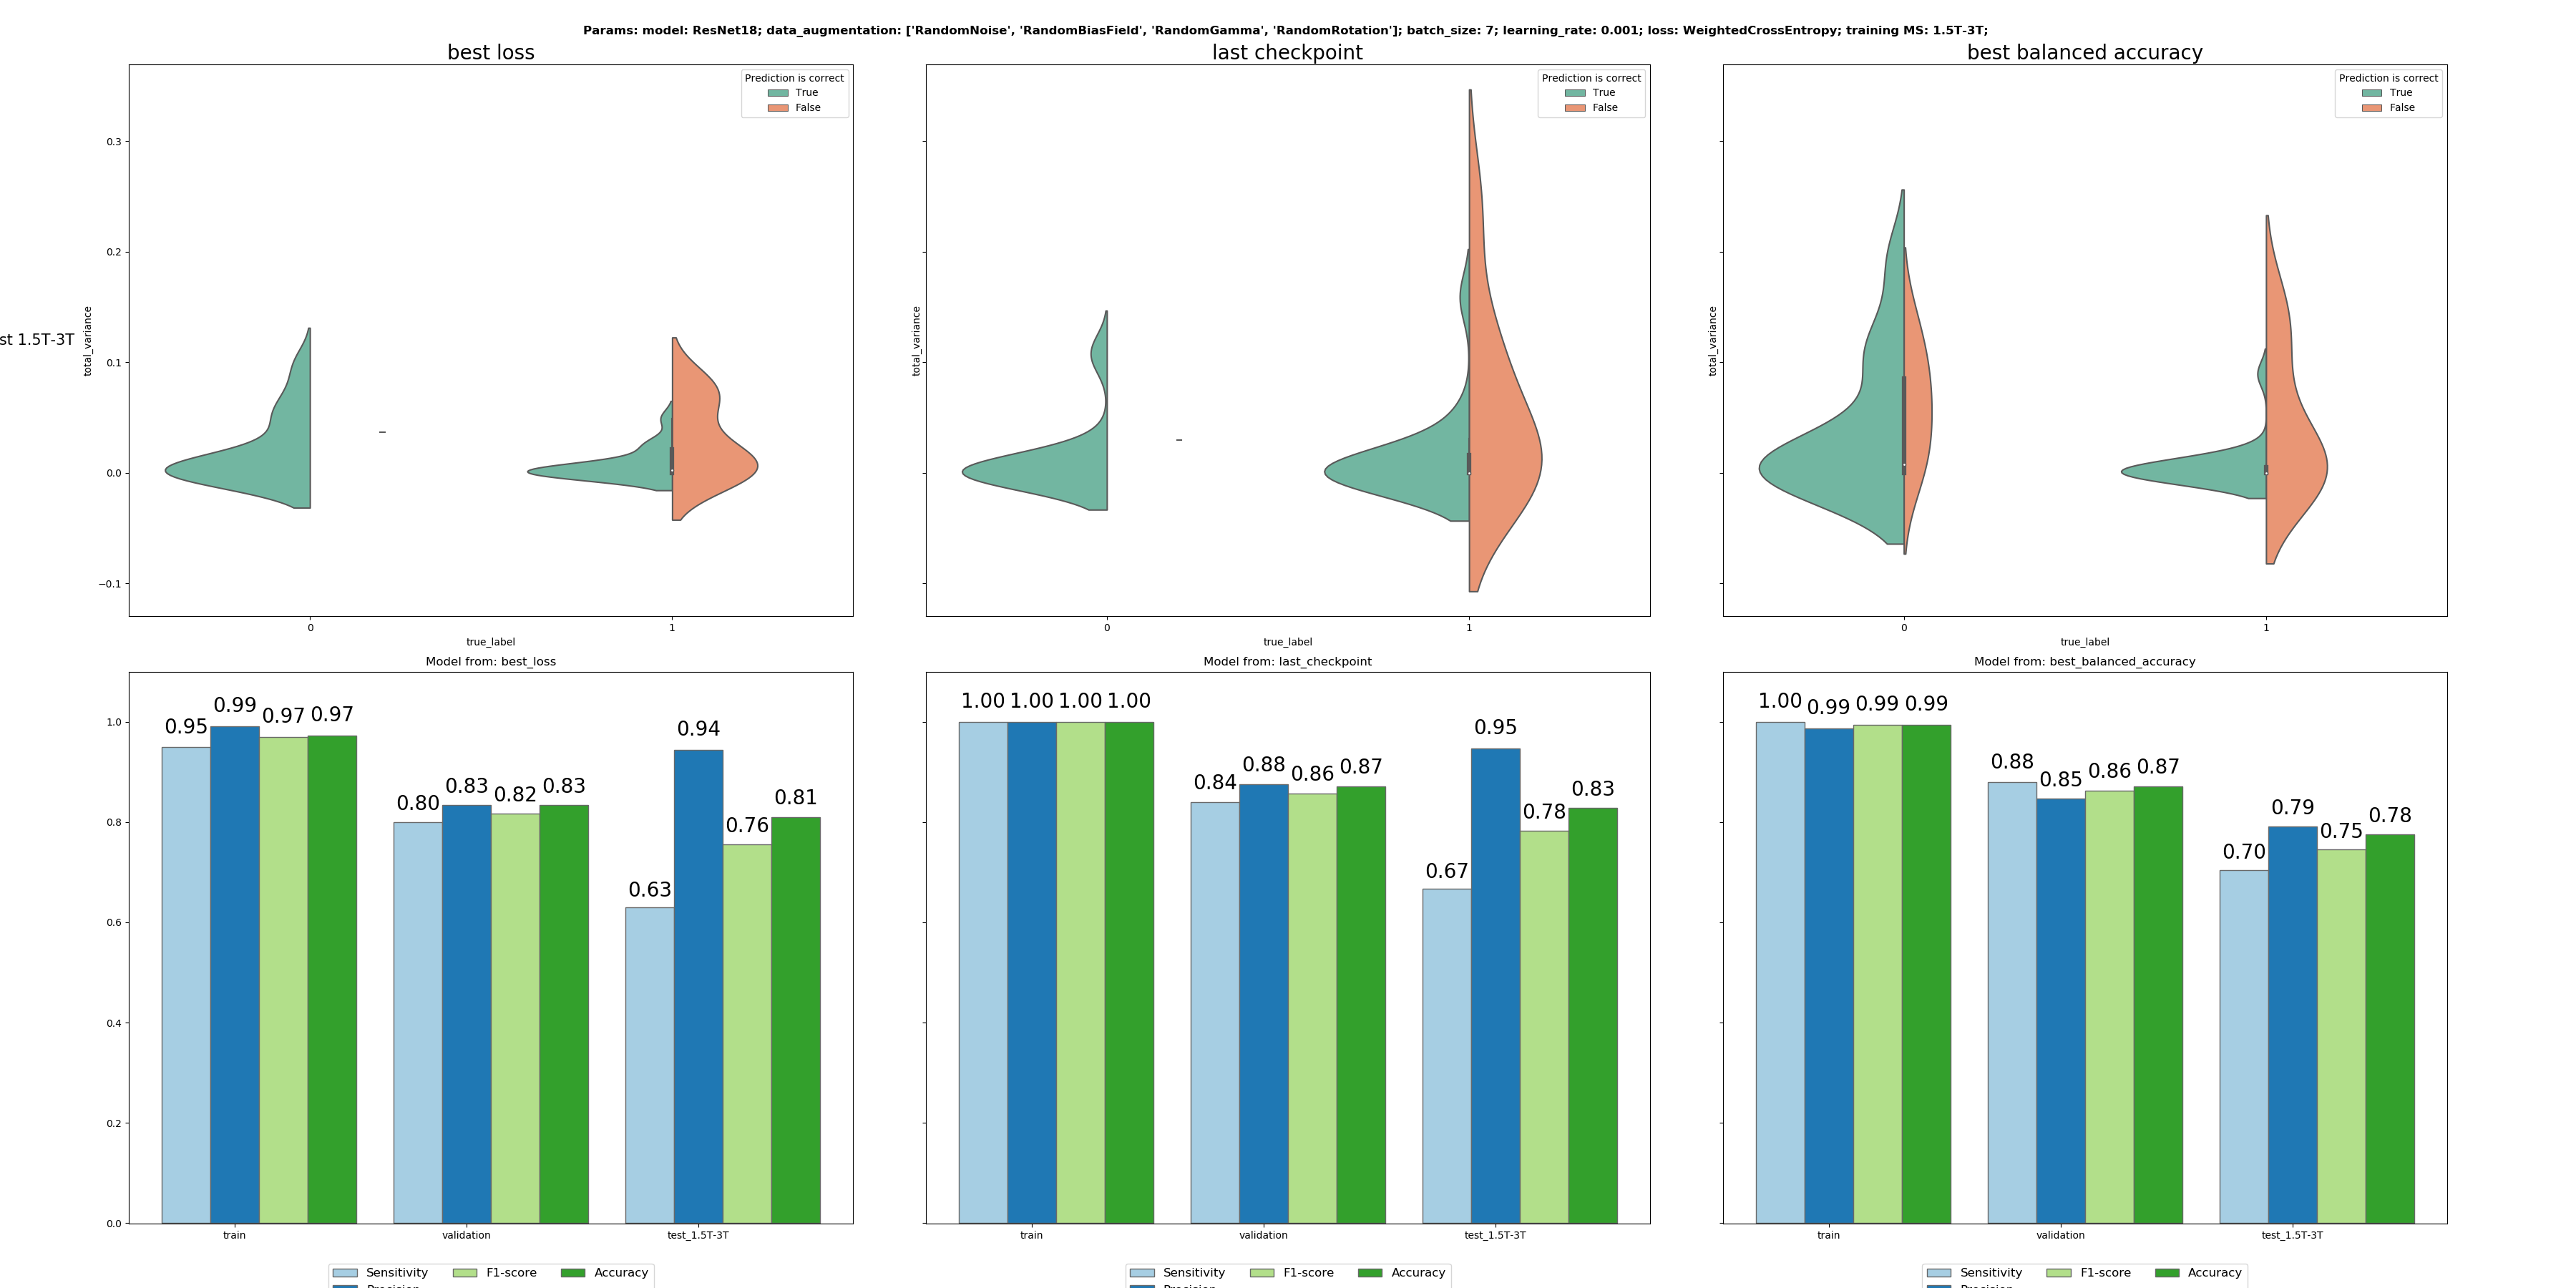 Params: model: ResNet18; data_augmentation: ['RandomNoise', 'RandomBiasField', 'RandomGamma', 'RandomRotation']; batch_size: 7; learning_rate: 0.001; loss: WeightedCrossEntropy; training MS: 1.5T-3T;
best loss
Prediction is correct
True
False
0.3
0.2
0.1
0.0
−0.1
total_variance
st 1.5T-3T
0
1
true_label
last checkpoint
Prediction is correct
True
False
total_variance
0
1
true_label
best balanced accuracy
Prediction is correct
True
False
total_variance
0
1
true_label
Model from: best_loss
1.0
0.8
0.6
0.4
0.2
0.0
0.95 0.99 0.97 0.97
0.80 0.83 0.82 0.83
0.63 0.94 0.76 0.81
train validation test_1.5T-3T
Sensitivity F1-score Accuracy
Precision
Model from: last_checkpoint
1.00 1.00 1.00 1.00
0.84 0.88 0.86 0.87
0.67 0.95 0.78 0.83
train validation test_1.5T-3T
Sensitivity F1-score Accuracy
Precision
Model from: best_balanced_accuracy
1.00 0.99 0.99 0.99
0.88 0.85 0.86 0.87
0.70 0.79 0.75 0.78
train validation test_1.5T-3T
Sensitivity F1-score Accuracy
Precision